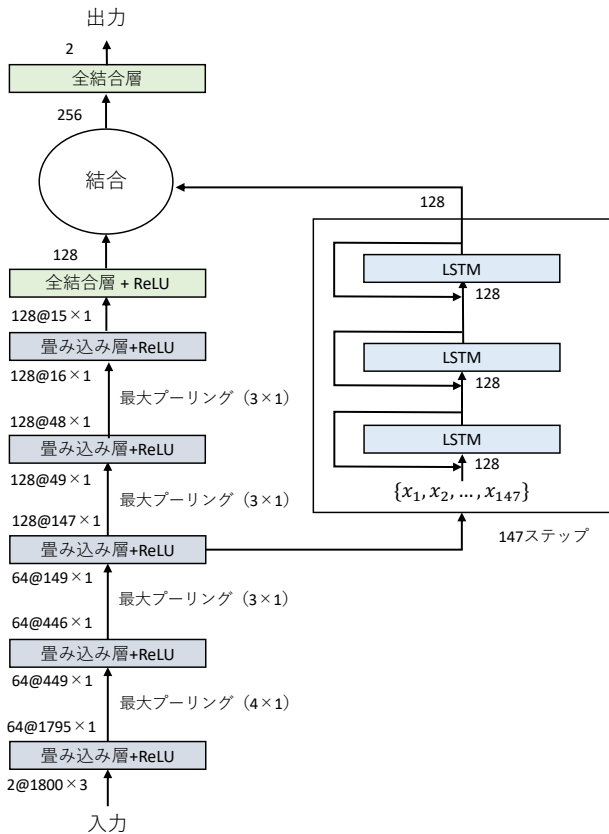 出力
2
全結合層
256
結合
128
128
全結合層 + ReLU
LSTM
128
128@15×1
畳み込み層+ReLU
128@16×1
最大プーリング（3×1）
LSTM
128
128@48×1
畳み込み層+ReLU
LSTM
128
128@49×1
{x₁, x₂, …, x₁₄₇}
最大プーリング（3×1）
128@147×1
147ステップ
畳み込み層+ReLU
64@149×1
最大プーリング（3×1）
64@446×1
畳み込み層+ReLU
64@449×1
最大プーリング（4×1）
64@1795×1
畳み込み層+ReLU
2@1800×3
入力